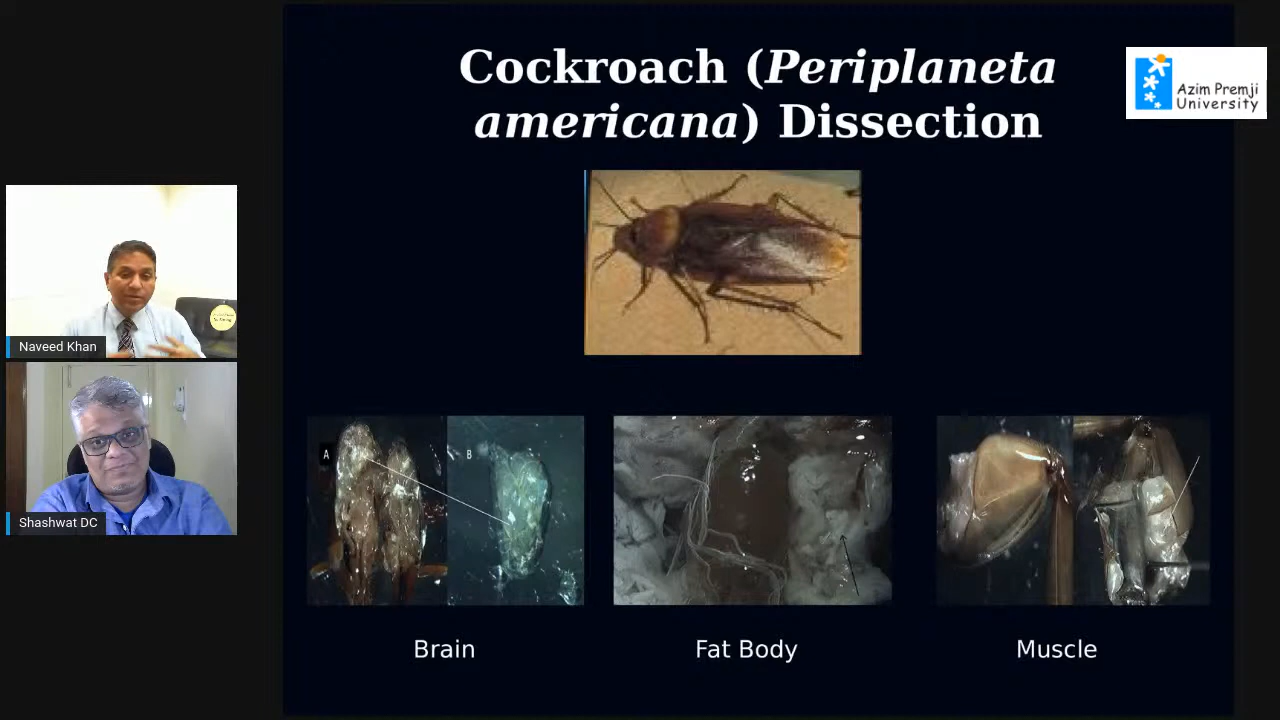 Cockroach (Periplaneta
americana) Dissection
Azim Premji
University
Naveed Khan
Shashwat DC
A
B
Brain
Fat Body
Muscle